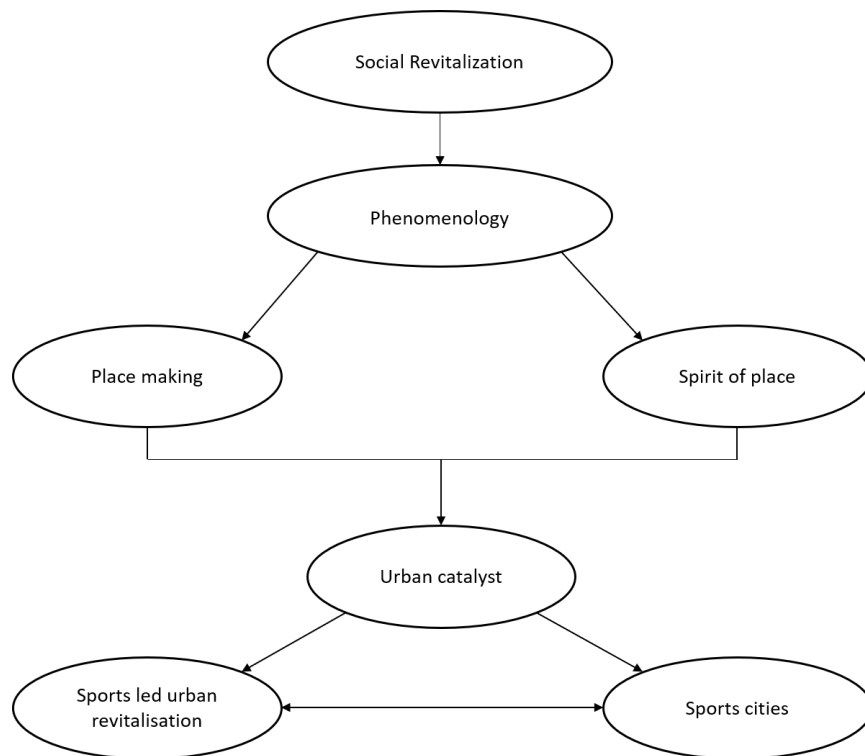 Social Revitalization
Phenomenology
Place making
Spirit of place
Urban catalyst
Sports led urban
revitalisation
Sports cities